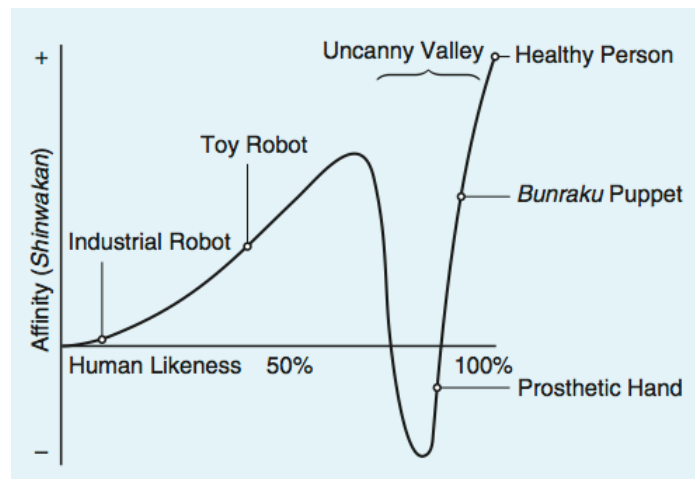 +
Uncanny Valley
Healthy Person
Toy Robot
Bunraku Puppet
Industrial Robot
Affinity (Shinwakan)
Human Likeness 50% 100%
Prosthetic Hand
–